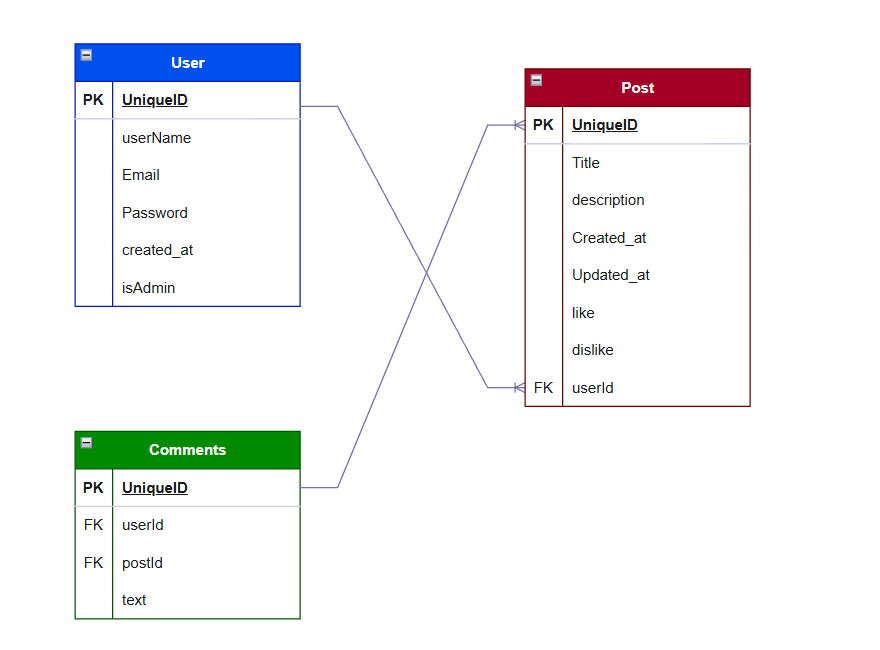 User
PK UniqueID
userName
Email
Password
created_at
isAdmin
Post
PK UniqueID
Title
description
Created_at
Updated_at
like
dislike
FK userId
Comments
PK UniqueID
FK userId
FK postId
text